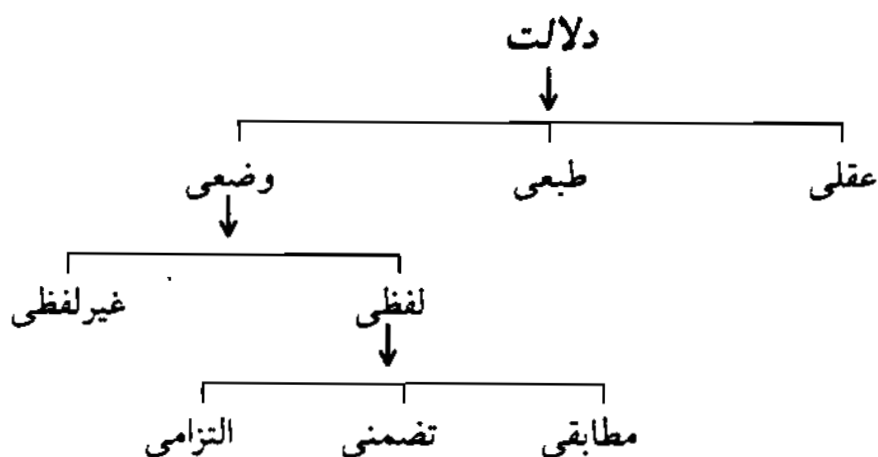 دلالت
عقلی طبعی وضعی
لفظی غیرلفظی
مطابقی تضمنی التزامی